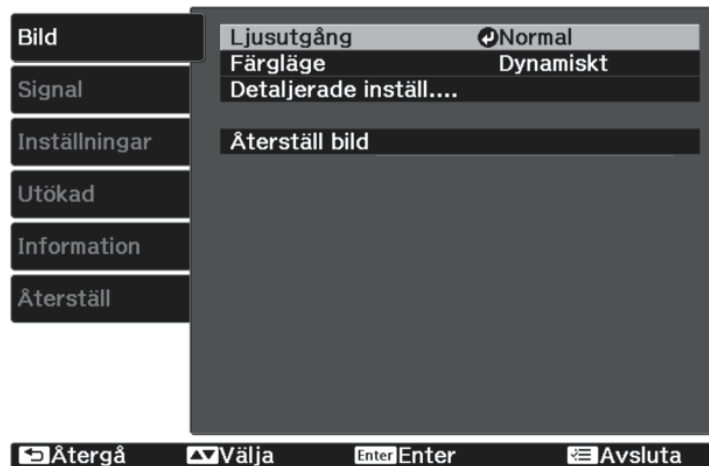 Bild
Signal
Inställningar
Utökad
Information
Återställ
Ljusutgång Normal
Färgläge Dynamiskt
Detaljerade inställ....
Återställ bild
Återgå Välja Enter Enter Avsluta